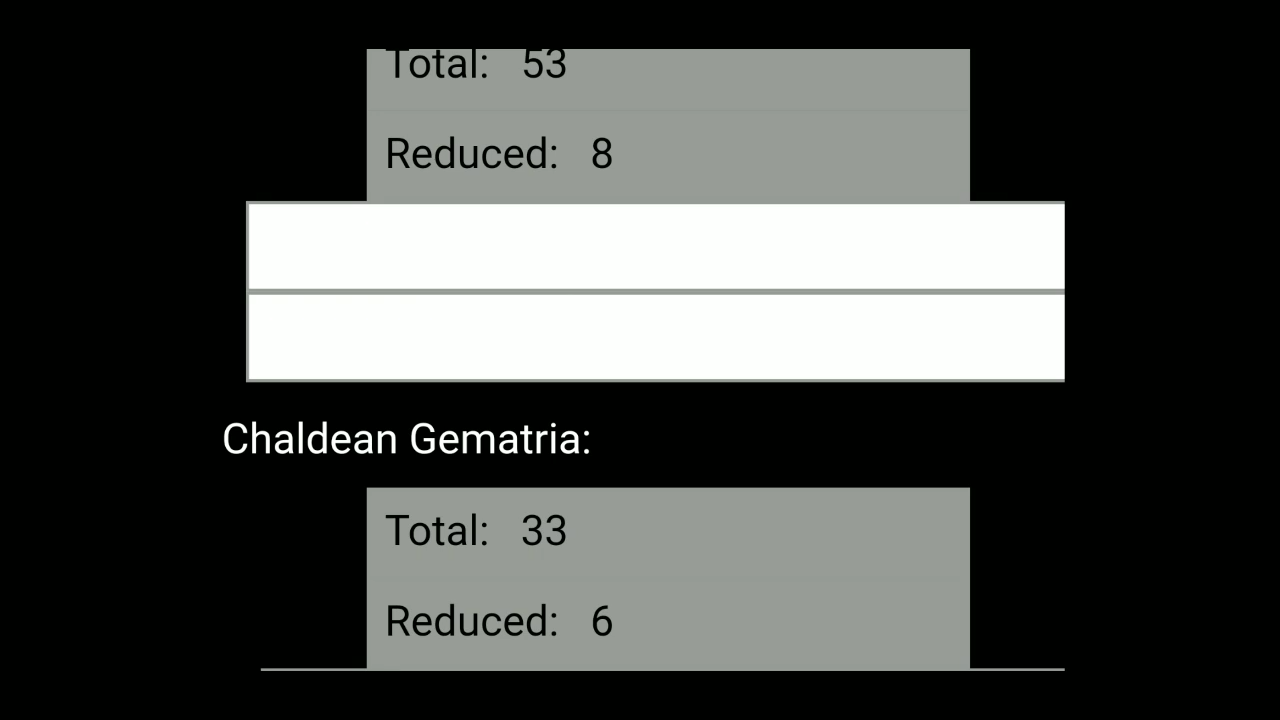 Total: 53
Reduced: 8
Chaldean Gematria:
Total: 33
Reduced: 6